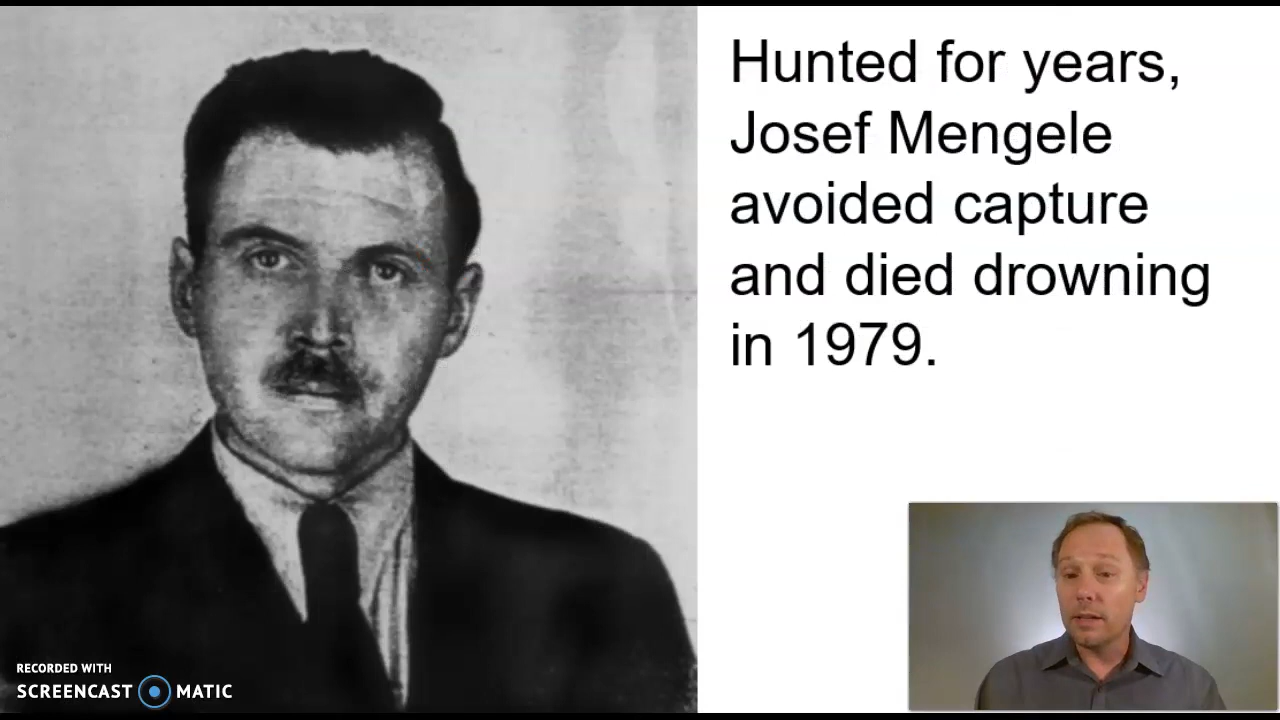 Hunted for years,
Josef Mengele
avoided capture
and died drowning
in 1979.
RECORDED WITH
SCREENCAST MATIC